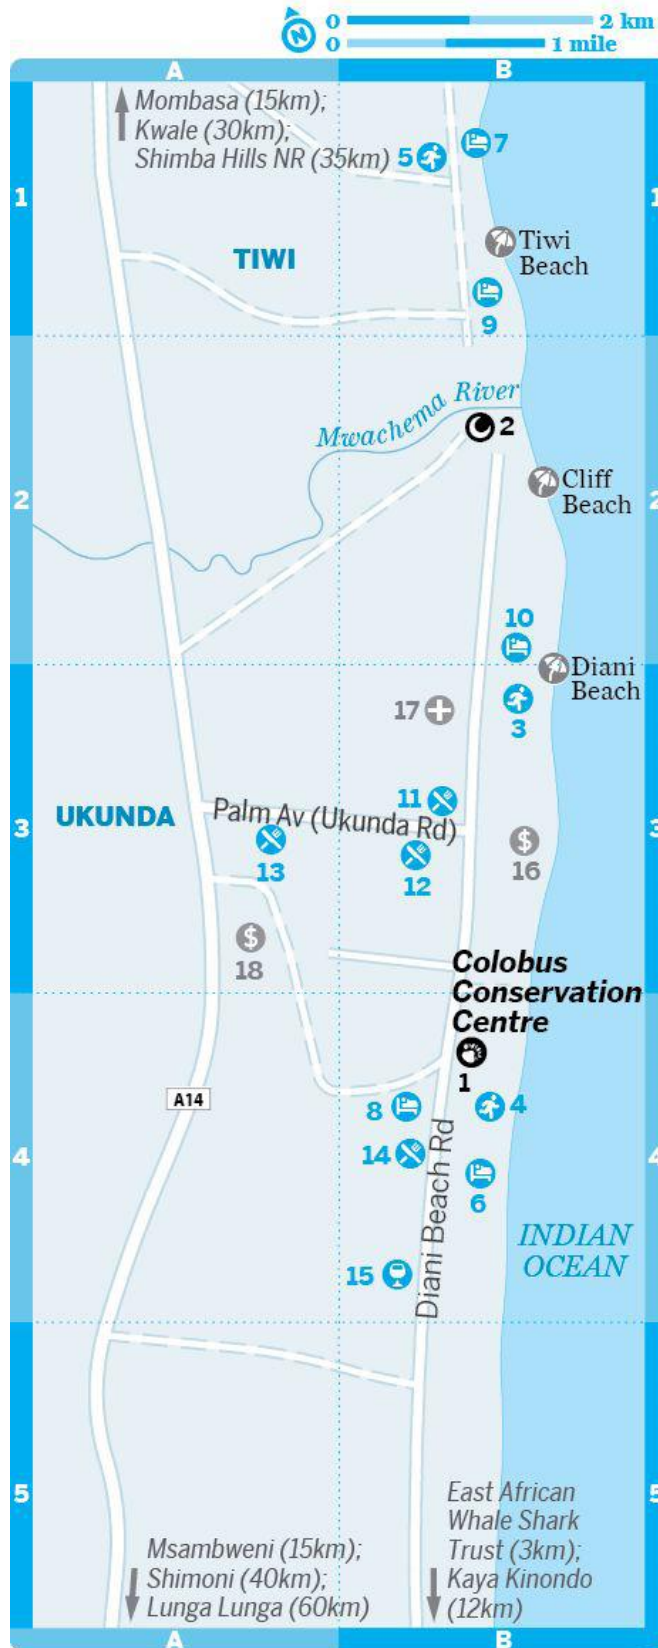 N
0 2 km
0 1 mile
A B
Mombasa (15km);
Kwale (30km);
Shimba Hills NR (35km)
5
7
1 1
TIWI
Tiwi
Beach
9
Mwachema River
2
Cliff
Beach
2 2
10
Diani
Beach
17
3
11
UKUNDA
Palm Av (Ukunda Rd)
3 3
13
12
16
18
Colobus
Conservation
Centre
1
A14
8
4
14
4 4
6
Diani Beach Rd
INDIAN
OCEAN
15
5 5
East African
Whale Shark
Trust (3km);
Kaya Kinondo
(12km)
Msambweni (15km);
Shimoni (40km);
Lunga Lunga (60km)
A B